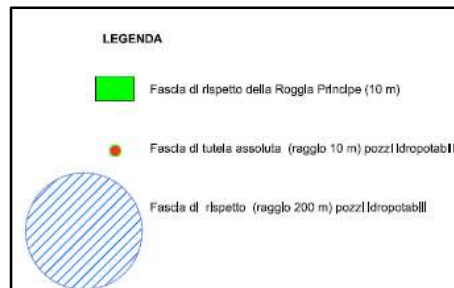 LEGENDA
Fascia di rispetto della Roggia Principe (10 m)
Fascia di tutela assoluta (raggio 10 m) pozzi idropotabili
Fascia di rispetto (raggio 200 m) pozzi idropotabili